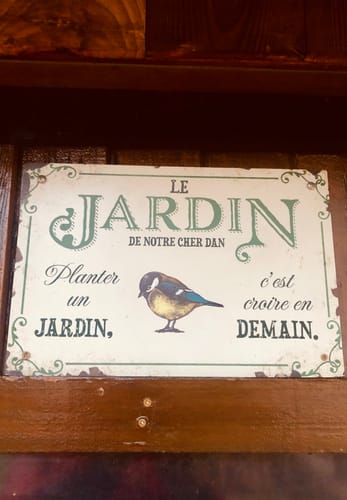 LE
JARDIN
DE NOTRE CHER DAN
Planter
un
JARDIN,
c'est
croire en
DEMAIN.